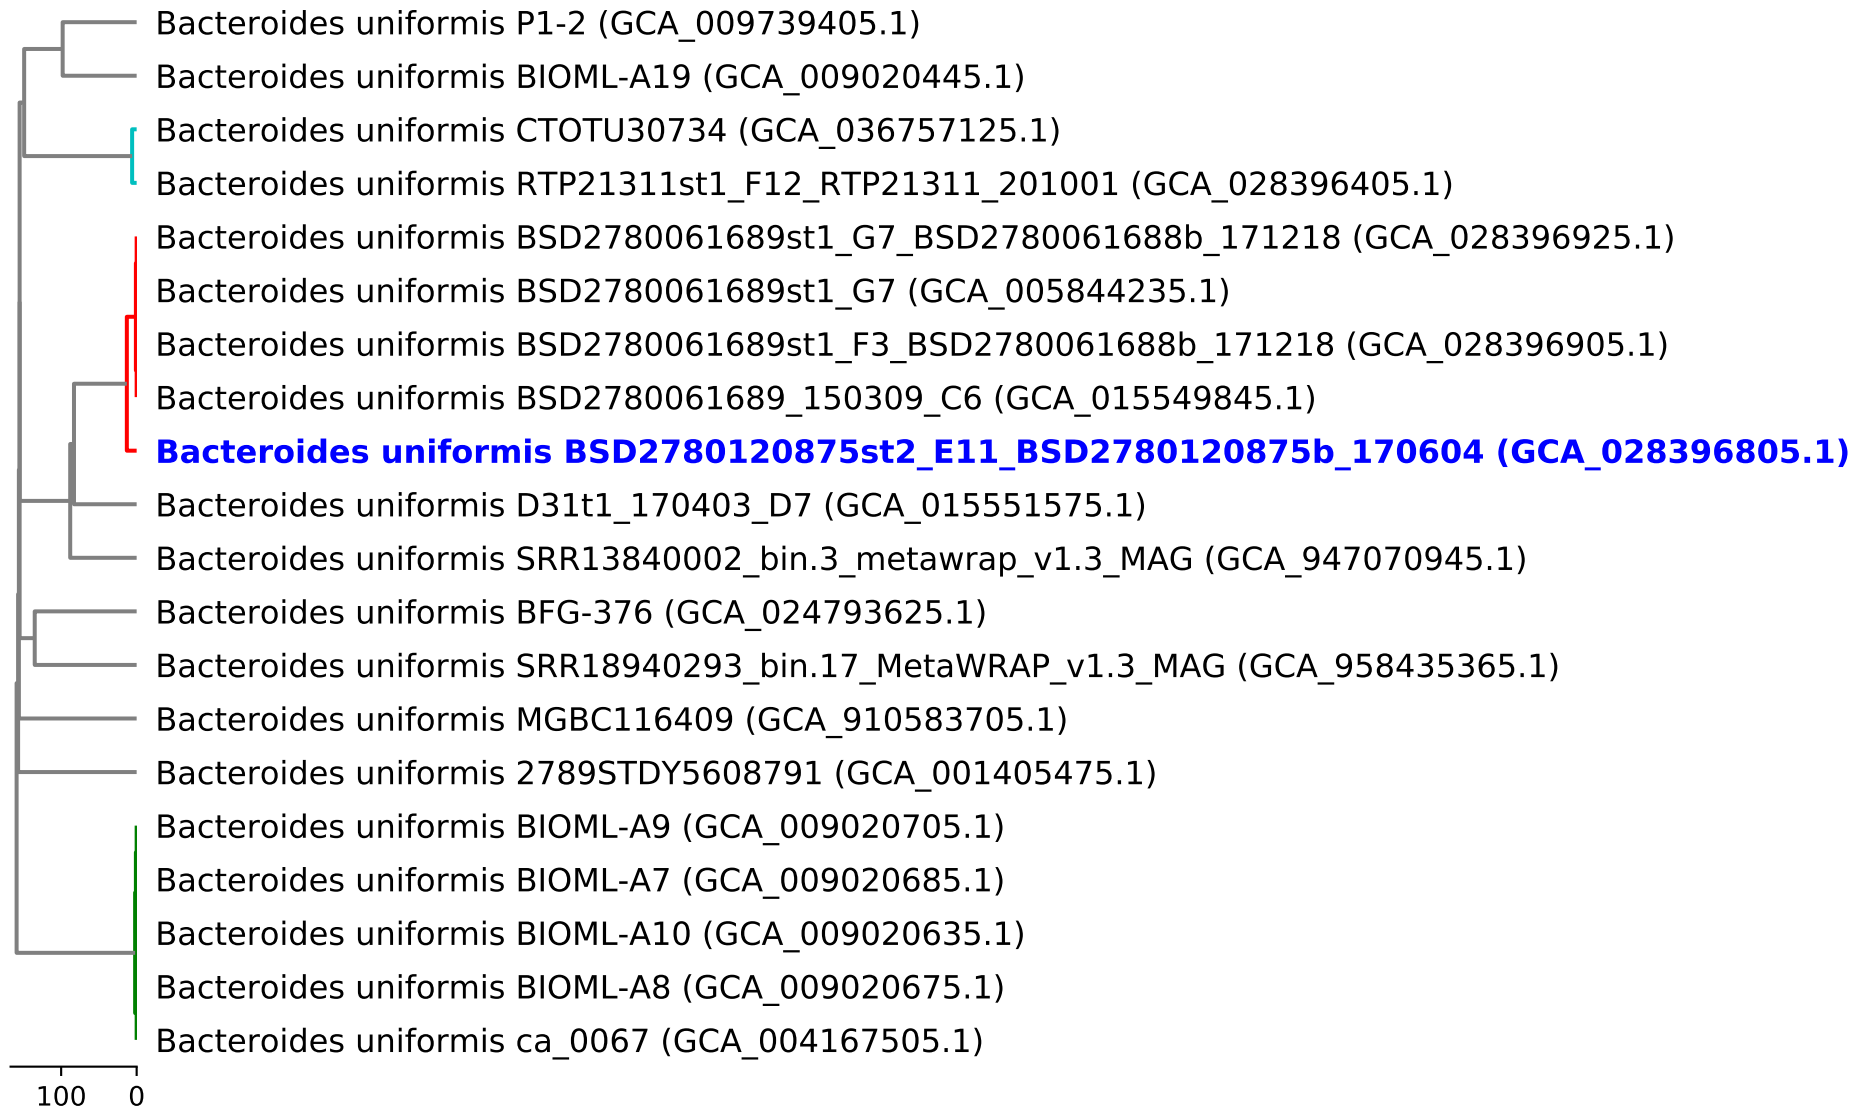 Bacteroides uniformis P1-2 (GCA_009739405.1)
Bacteroides uniformis BIOML-A19 (GCA_009020445.1)
Bacteroides uniformis CTOTU30734 (GCA_036757125.1)
Bacteroides uniformis RTP21311st1_F12_RTP21311_201001 (GCA_028396405.1)
Bacteroides uniformis BSD2780061689st1_G7_BSD2780061688b_171218 (GCA_028396925.1)
Bacteroides uniformis BSD2780061689st1_G7 (GCA_005844235.1)
Bacteroides uniformis BSD2780061689st1_F3_BSD2780061688b_171218 (GCA_028396905.1)
Bacteroides uniformis BSD2780061689_150309_C6 (GCA_015549845.1)
Bacteroides uniformis BSD2780120875st2_E11_BSD2780120875b_170604 (GCA_028396805.1)
Bacteroides uniformis D31t1_170403_D7 (GCA_015551575.1)
Bacteroides uniformis SRR13840002_bin.3_metawrap_v1.3_MAG (GCA_947070945.1)
Bacteroides uniformis BFG-376 (GCA_024793625.1)
Bacteroides uniformis SRR18940293_bin.17_MetaWRAP_v1.3_MAG (GCA_958435365.1)
Bacteroides uniformis MGBC116409 (GCA_910583705.1)
Bacteroides uniformis 2789STDY5608791 (GCA_001405475.1)
Bacteroides uniformis BIOML-A9 (GCA_009020705.1)
Bacteroides uniformis BIOML-A7 (GCA_009020685.1)
Bacteroides uniformis BIOML-A10 (GCA_009020635.1)
Bacteroides uniformis BIOML-A8 (GCA_009020675.1)
Bacteroides uniformis ca_0067 (GCA_004167505.1)
100 0